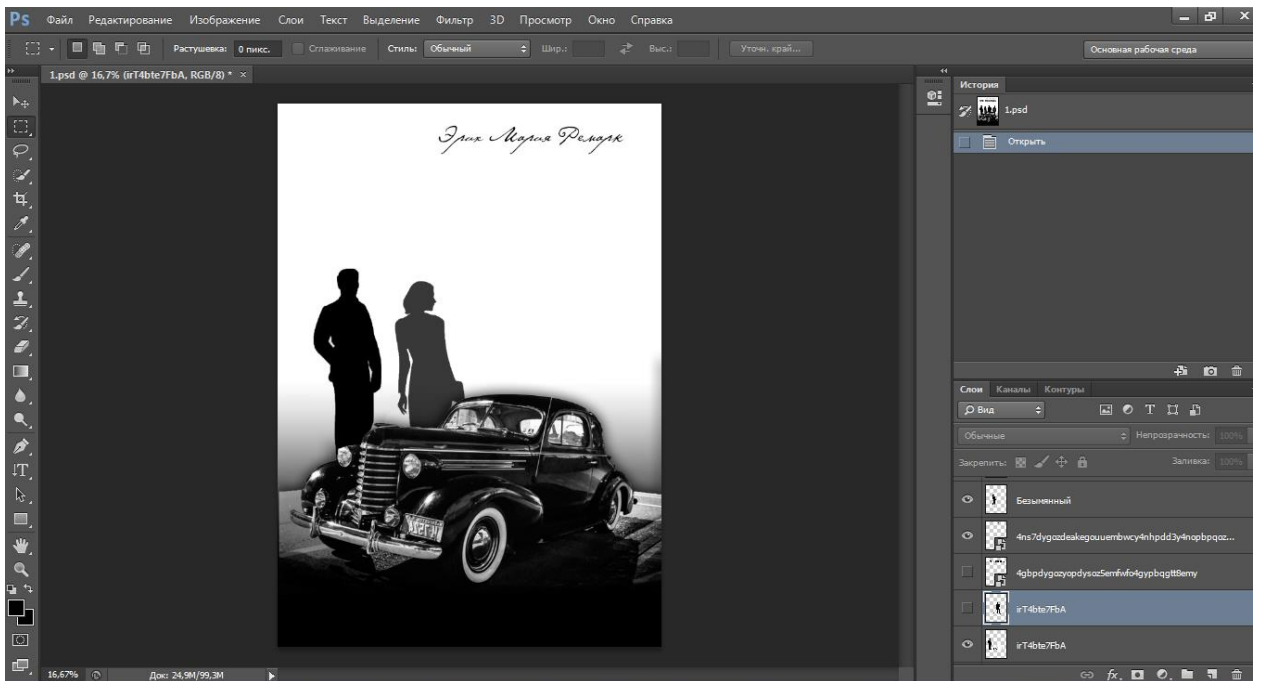 Ps Файл Редактирование Изображение Слои Текст Выделение Фильтр 3D Просмотр Окно Справка
Растушевка: 0 пикс. Сглаживание Стиль: Обычный Шир.: Выс.: Уточн. край... Основная рабочая среда
1.psd @ 16,7% (irT4bte7FbA, RGB/8) * ×
История
1.psd
Открыть
Эрих Мария Ремарк
Слои Каналы Контуры
Вид
Обычные Непрозрачность: 100%
Закрепить: Заливка: 100%
Безымянный
4ns7dygozdeakegouuembwcy4nhpdd3y4nopbpqoz...
4gbpdygozyopdysoz5emfwfo4gypbqgtt8emy
irT4bte7FbA
irT4bte7FbA
16,67% Док: 24,9M/99,3M